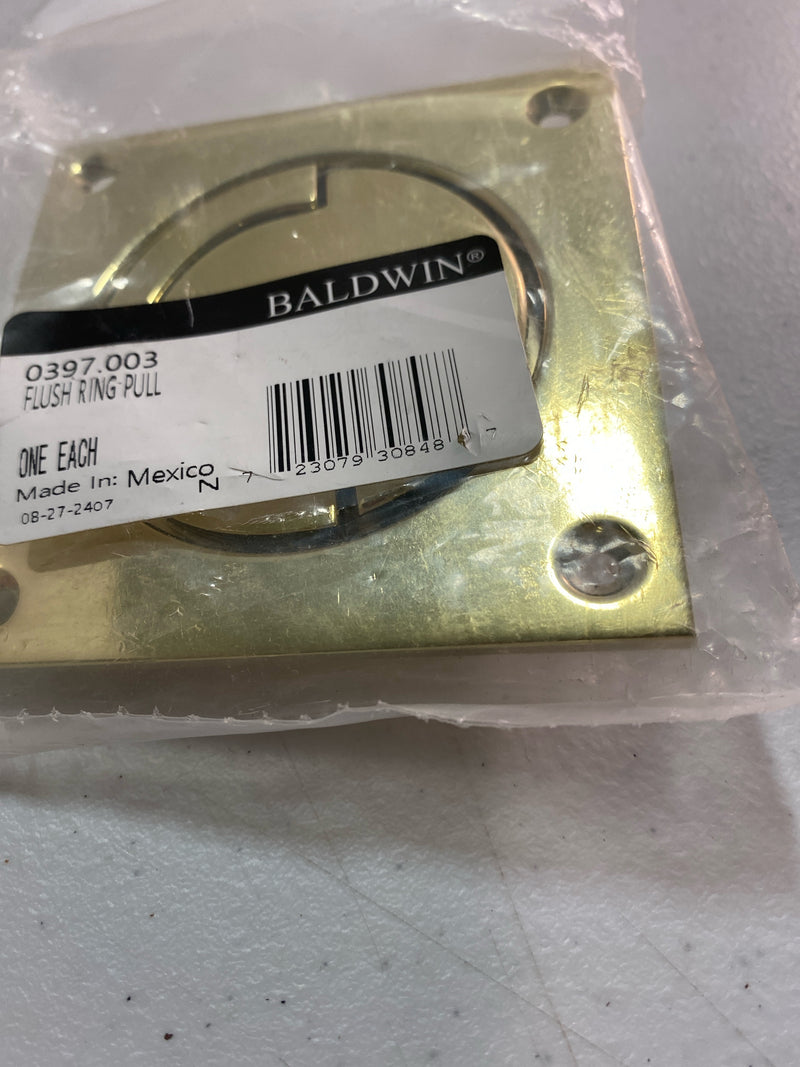 BALDWIN®
0397.003
FLUSH RING PULL
ONE EACH
Made In: Mexico
N
08-27-2407
7 23079 30848 7